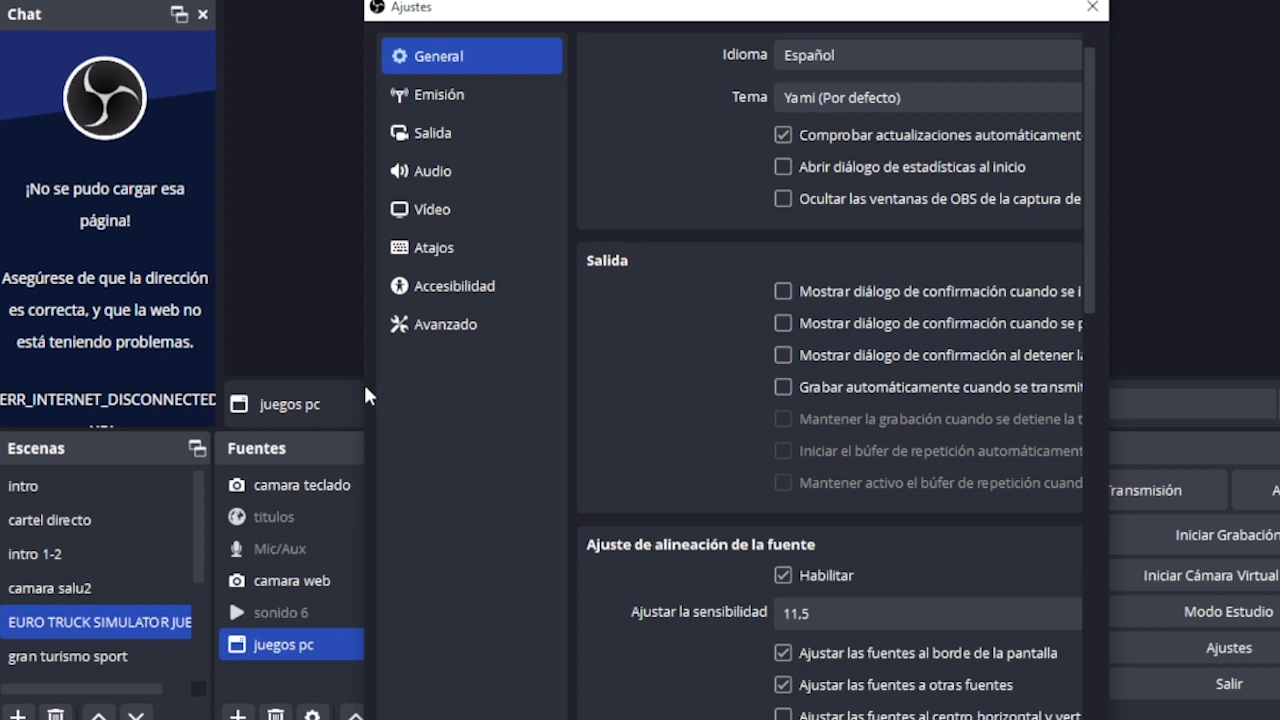 Chat
¡No se pudo cargar esa
página!
Asegúrese de que la dirección
es correcta, y que la web no
está teniendo problemas.
ERR_INTERNET_DISCONNECTED
Escenas
intro
cartel directo
intro 1-2
camara salu2
EURO TRUCK SIMULATOR JUE
gran turismo sport
juegos pc
Fuentes
camara teclado
titulos
Mic/Aux
camara web
sonido 6
juegos pc
Ajustes
General
Emisión
Salida
Audio
Vídeo
Atajos
Accesibilidad
Avanzado
Idioma Español
Tema Yami (Por defecto)
Comprobar actualizaciones automáticament
Abrir diálogo de estadísticas al inicio
Ocultar las ventanas de OBS de la captura de
Salida
Mostrar diálogo de confirmación cuando se i
Mostrar diálogo de confirmación cuando se p
Mostrar diálogo de confirmación al detener l
Grabar automáticamente cuando se transmit
Mantener la grabación cuando se detiene la t
Iniciar el búfer de repetición automáticament
Mantener activo el búfer de repetición cuand
Ajuste de alineación de la fuente
Habilitar
Ajustar la sensibilidad 11,5
Ajustar las fuentes al borde de la pantalla
Ajustar las fuentes a otras fuentes
Ajustar las fuentes al centro horizontal y vert
Transmisión A
Iniciar Grabación
Iniciar Cámara Virtual
Modo Estudio
Ajustes
Salir